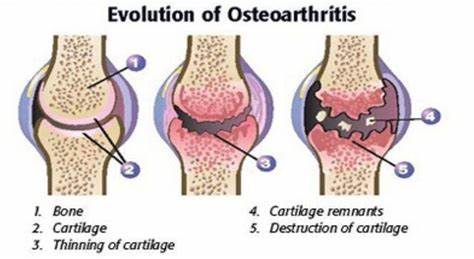 Evolution of Osteoarthritis
1
2
3
4
5
1. Bone
2. Cartilage
3. Thinning of cartilage
4. Cartilage remnants
5. Destruction of cartilage